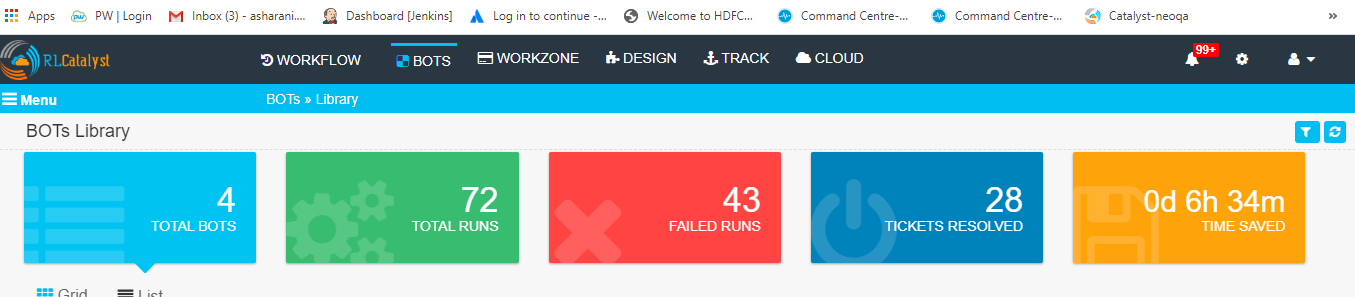 Apps PW | Login Inbox (3) - asharani.... Dashboard [Jenkins] Log in to continue -... Welcome to HDFC... Command Centre-... Command Centre-... Catalyst-neoqa »
RLCatalyst WORKFLOW BOTS WORKZONE DESIGN TRACK CLOUD 99+
Menu BOTs » Library
BOTs Library
4 72 43 28 0d 6h 34m
TOTAL BOTS TOTAL RUNS FAILED RUNS TICKETS RESOLVED TIME SAVED
Grid List